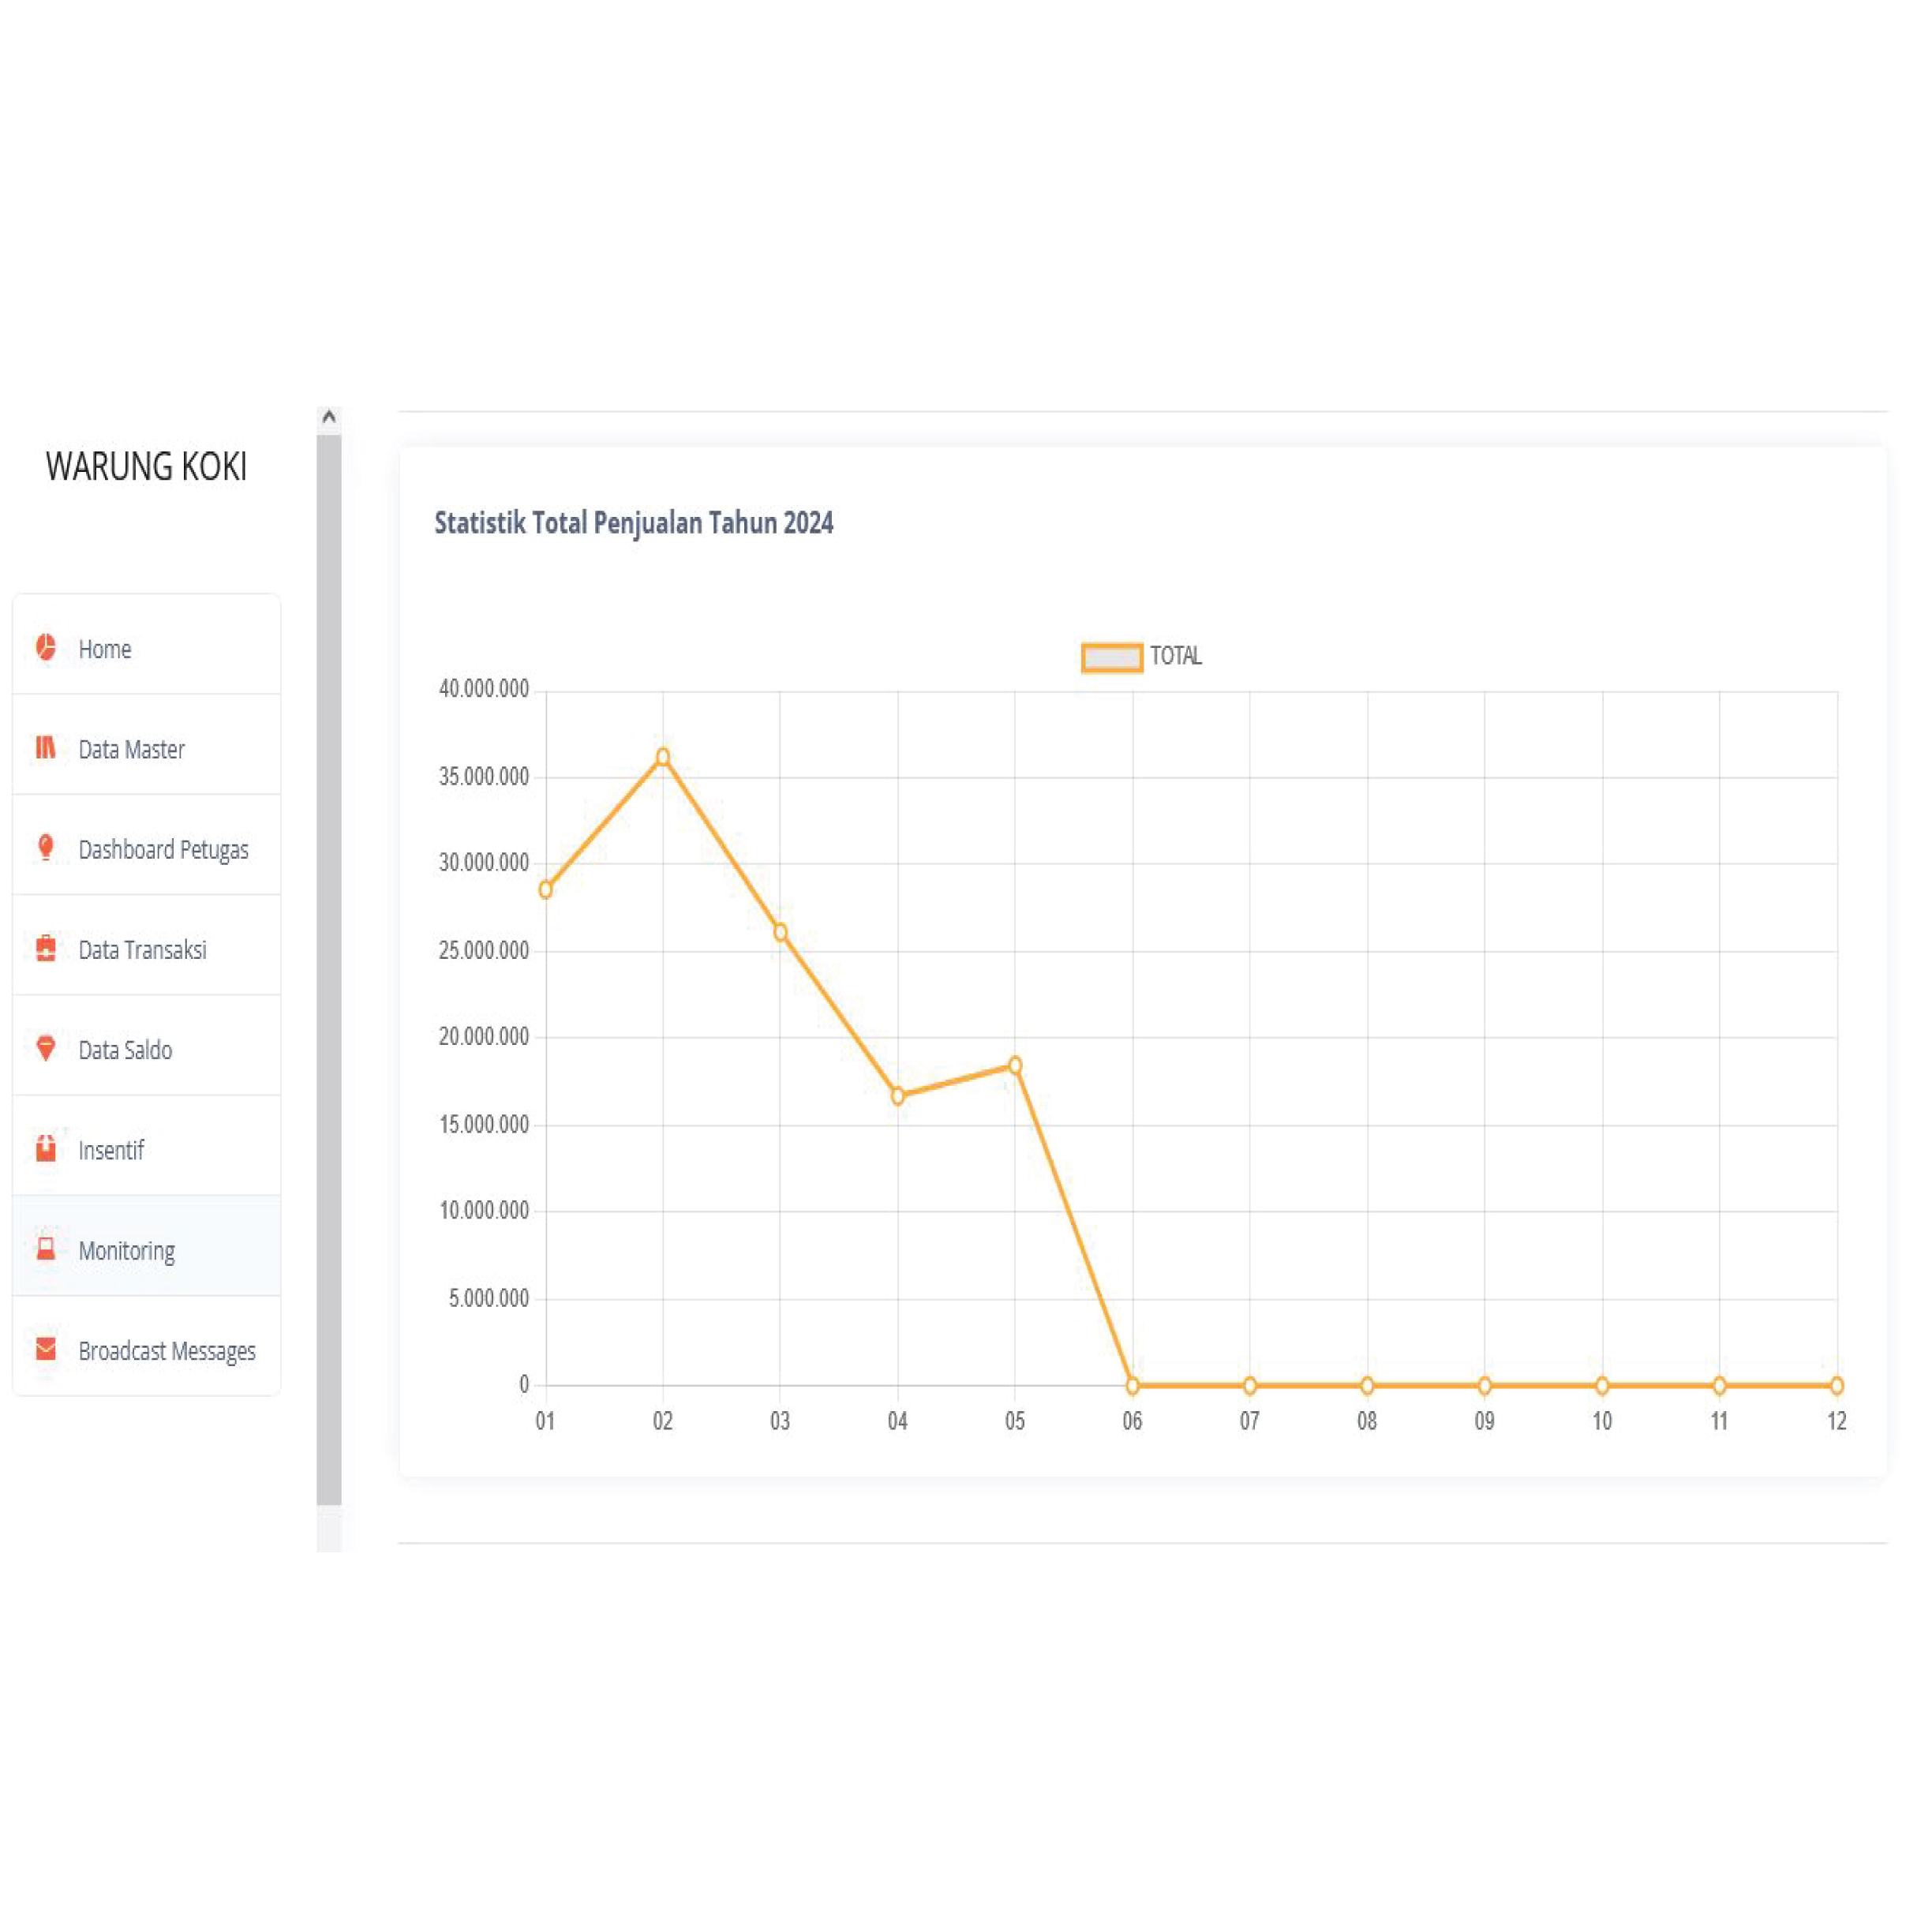 WARUNG KOKI
Home
Data Master
Dashboard Petugas
Data Transaksi
Data Saldo
Insentif
Monitoring
Broadcast Messages
Statistik Total Penjualan Tahun 2024
TOTAL
40.000.000
35.000.000
30.000.000
25.000.000
20.000.000
15.000.000
10.000.000
5.000.000
0
01 02 03 04 05 06 07 08 09 10 11 12